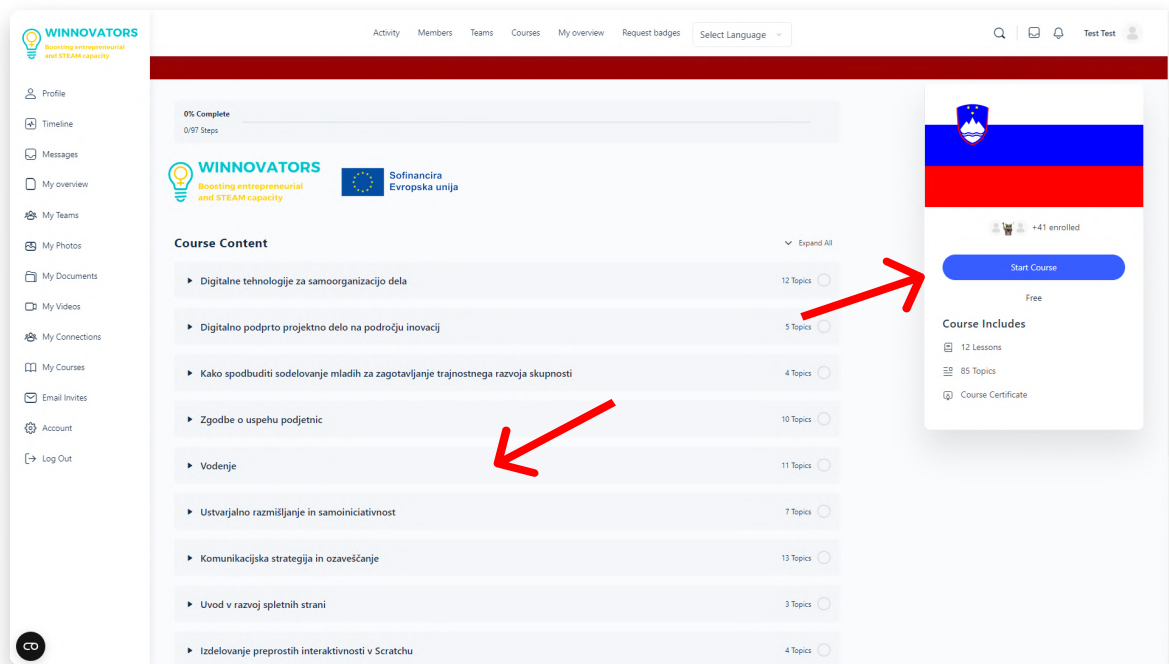 WINNOVATORS
Boosting entrepreneurial
and STEAM capacity
Activity
Members
Teams
Courses
My overview
Request badges
Select Language
Test Test
Profile
Timeline
Messages
My overview
My Teams
My Photos
My Documents
My Videos
My Connections
My Courses
Email Invites
Account
Log Out
0% Complete
0/97 Steps
WINNOVATORS
Boosting entrepreneurial
and STEAM capacity
Sofinancira
Evropska unija
Course Content
Expand All
Digitalne tehnologije za samoorganizacijo dela
12 Topics
Digitalno podprto projektno delo na področju inovacij
5 Topics
Kako spodbuditi sodelovanje mladih za zagotavljanje trajnostnega razvoja skupnosti
4 Topics
Zgodbe o uspehu podjetnic
10 Topics
Vodenje
11 Topics
Ustvarjalno razmišljanje in samoiniciativnost
7 Topics
Komunikacijska strategija in ozaveščanje
13 Topics
Uvod v razvoj spletnih strani
3 Topics
Izdelovanje preprostih interaktivnosti v Scratchu
4 Topics
+41 enrolled
Start Course
Free
Course Includes
12 Lessons
85 Topics
Course Certificate